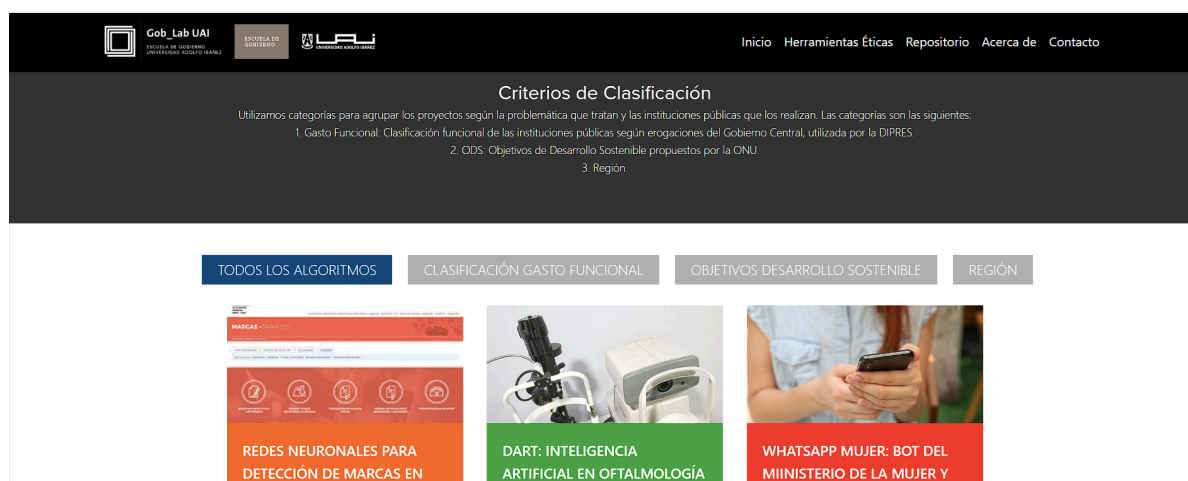 Gob_Lab UAI
ESCUELA DE GOBIERNO
UNIVERSIDAD ADOLFO IBÁÑEZ
ESCUELA DE
GOBIERNO
UAI
UNIVERSIDAD ADOLFO IBÁÑEZ
Inicio Herramientas Éticas Repositorio Acerca de Contacto
Criterios de Clasificación
Utilizamos categorías para agrupar los proyectos según la problemática que tratan y las instituciones públicas que los realizan. Las categorías son las siguientes:
1. Gasto Funcional: Clasificación funcional de las instituciones públicas según erogaciones del Gobierno Central, utilizada por la DIPRES.
2. ODS: Objetivos de Desarrollo Sostenible propuestos por la ONU.
3. Región.
TODOS LOS ALGORITMOS
CLASIFICACIÓN GASTO FUNCIONAL
OBJETIVOS DESARROLLO SOSTENIBLE
REGIÓN
MARCAS
REDES NEURONALES PARA
DETECCIÓN DE MARCAS EN
DART: INTELIGENCIA
ARTIFICIAL EN OFTALMOLOGÍA
WHATSAPP MUJER: BOT DEL
MIINISTERIO DE LA MUJER Y